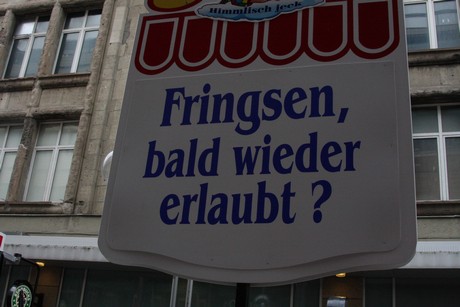 Himmlisch jeck
Fringsen,
bald wieder
erlaubt ?